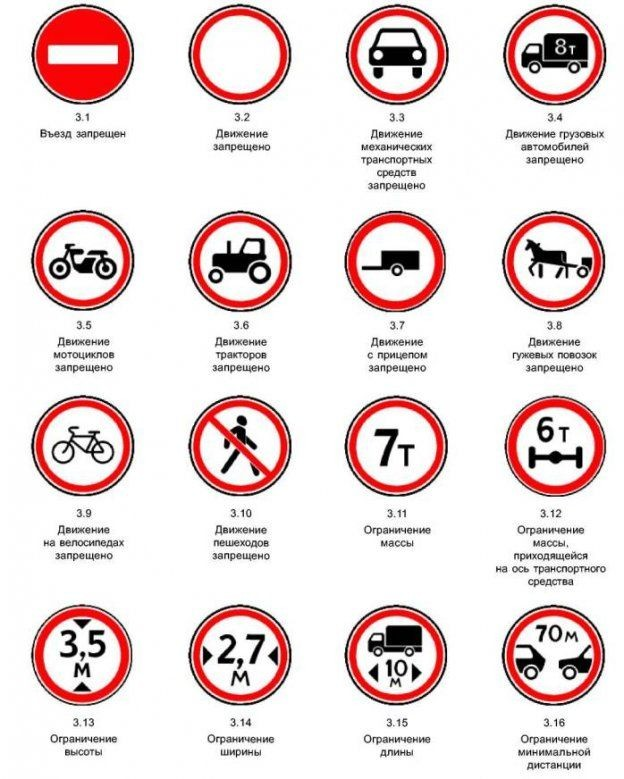 8т
3.1
Въезд запрещен
3.2
Движение
запрещено
3.3
Движение
механических
транспортных
средств
запрещено
3.4
Движение грузовых
автомобилей
запрещено
3.5
Движение
мотоциклов
запрещено
3.6
Движение
тракторов
запрещено
3.7
Движение
с прицепом
запрещено
3.8
Движение
гужевых повозок
запрещено
7т
6т
3.9
Движение
на велосипедах
запрещено
3.10
Движение
пешеходов
запрещено
3.11
Ограничение
массы
3.12
Ограничение
массы,
приходящейся
на ось транспортного
средства
3,5
М
2,7
М
10
М
70м
3.13
Ограничение
высоты
3.14
Ограничение
ширины
3.15
Ограничение
длины
3.16
Ограничение
минимальной
дистанции